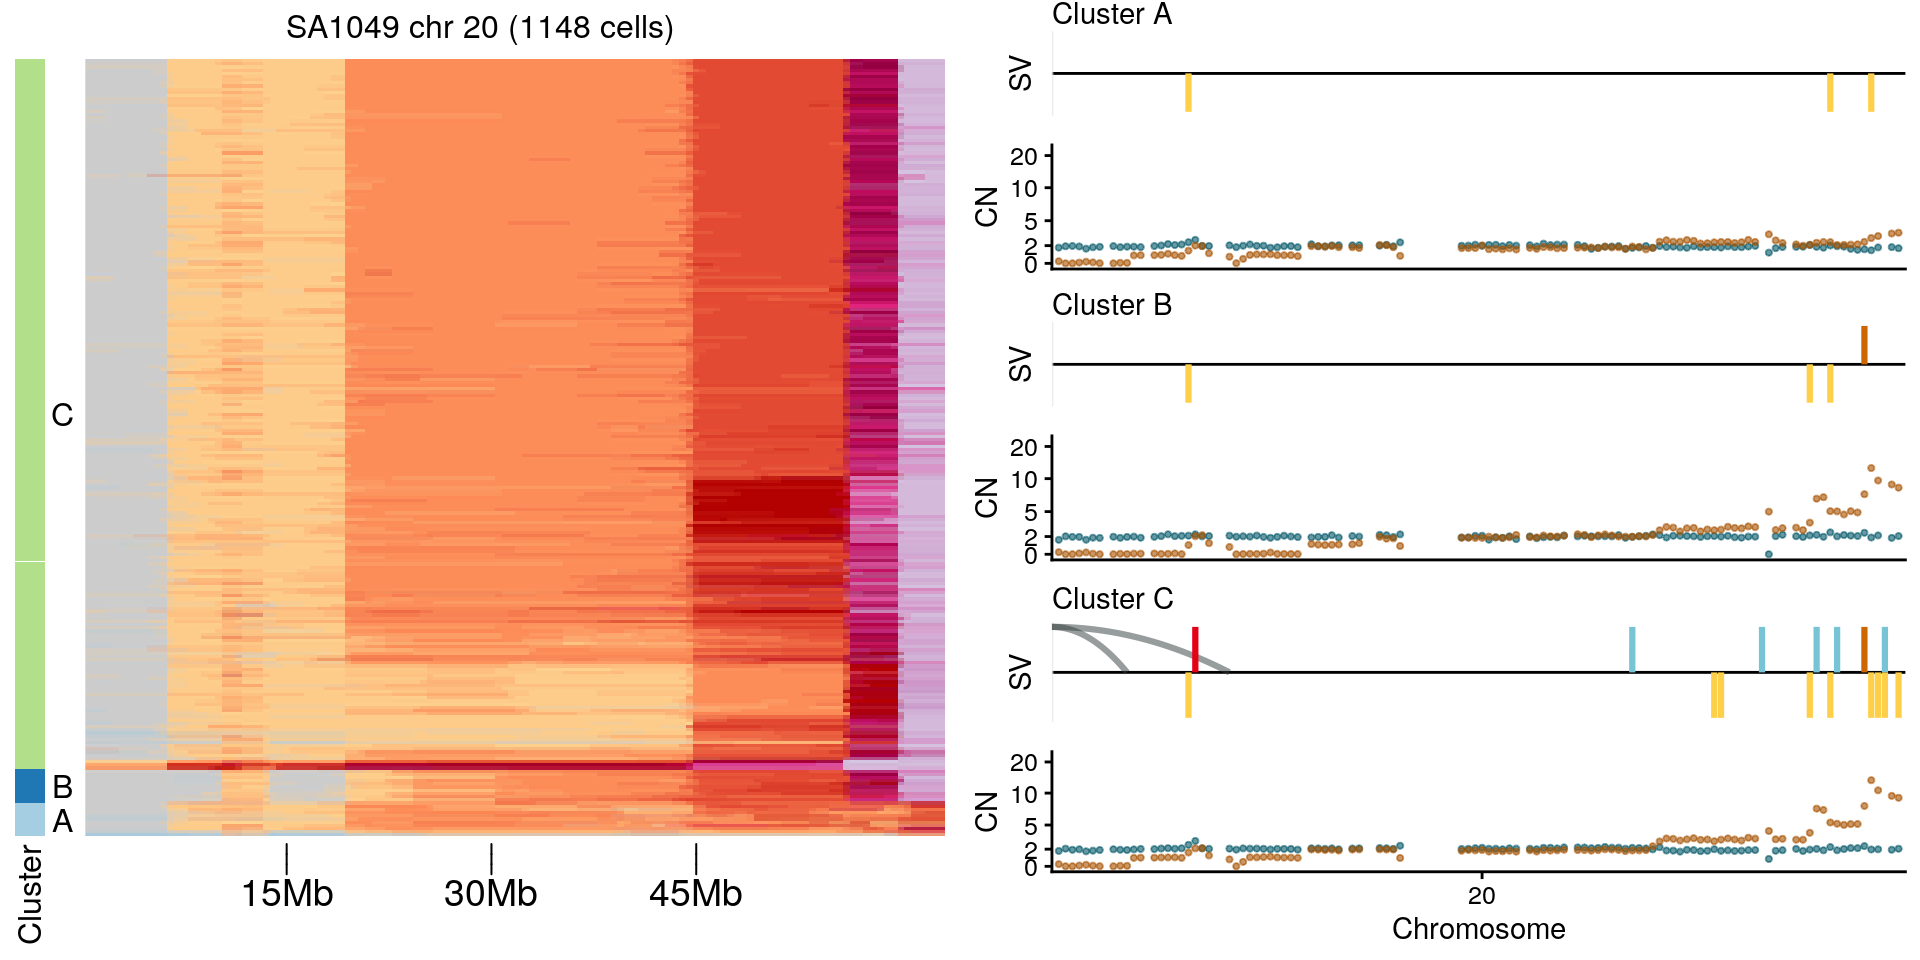 SA1049 chr 20 (1148 cells)
C
B
A
Cluster
15Mb
30Mb
45Mb
Cluster A
SV
CN
20
10
5
2
0
Cluster B
SV
CN
20
10
5
2
0
Cluster C
SV
CN
20
10
5
2
0
20
Chromosome